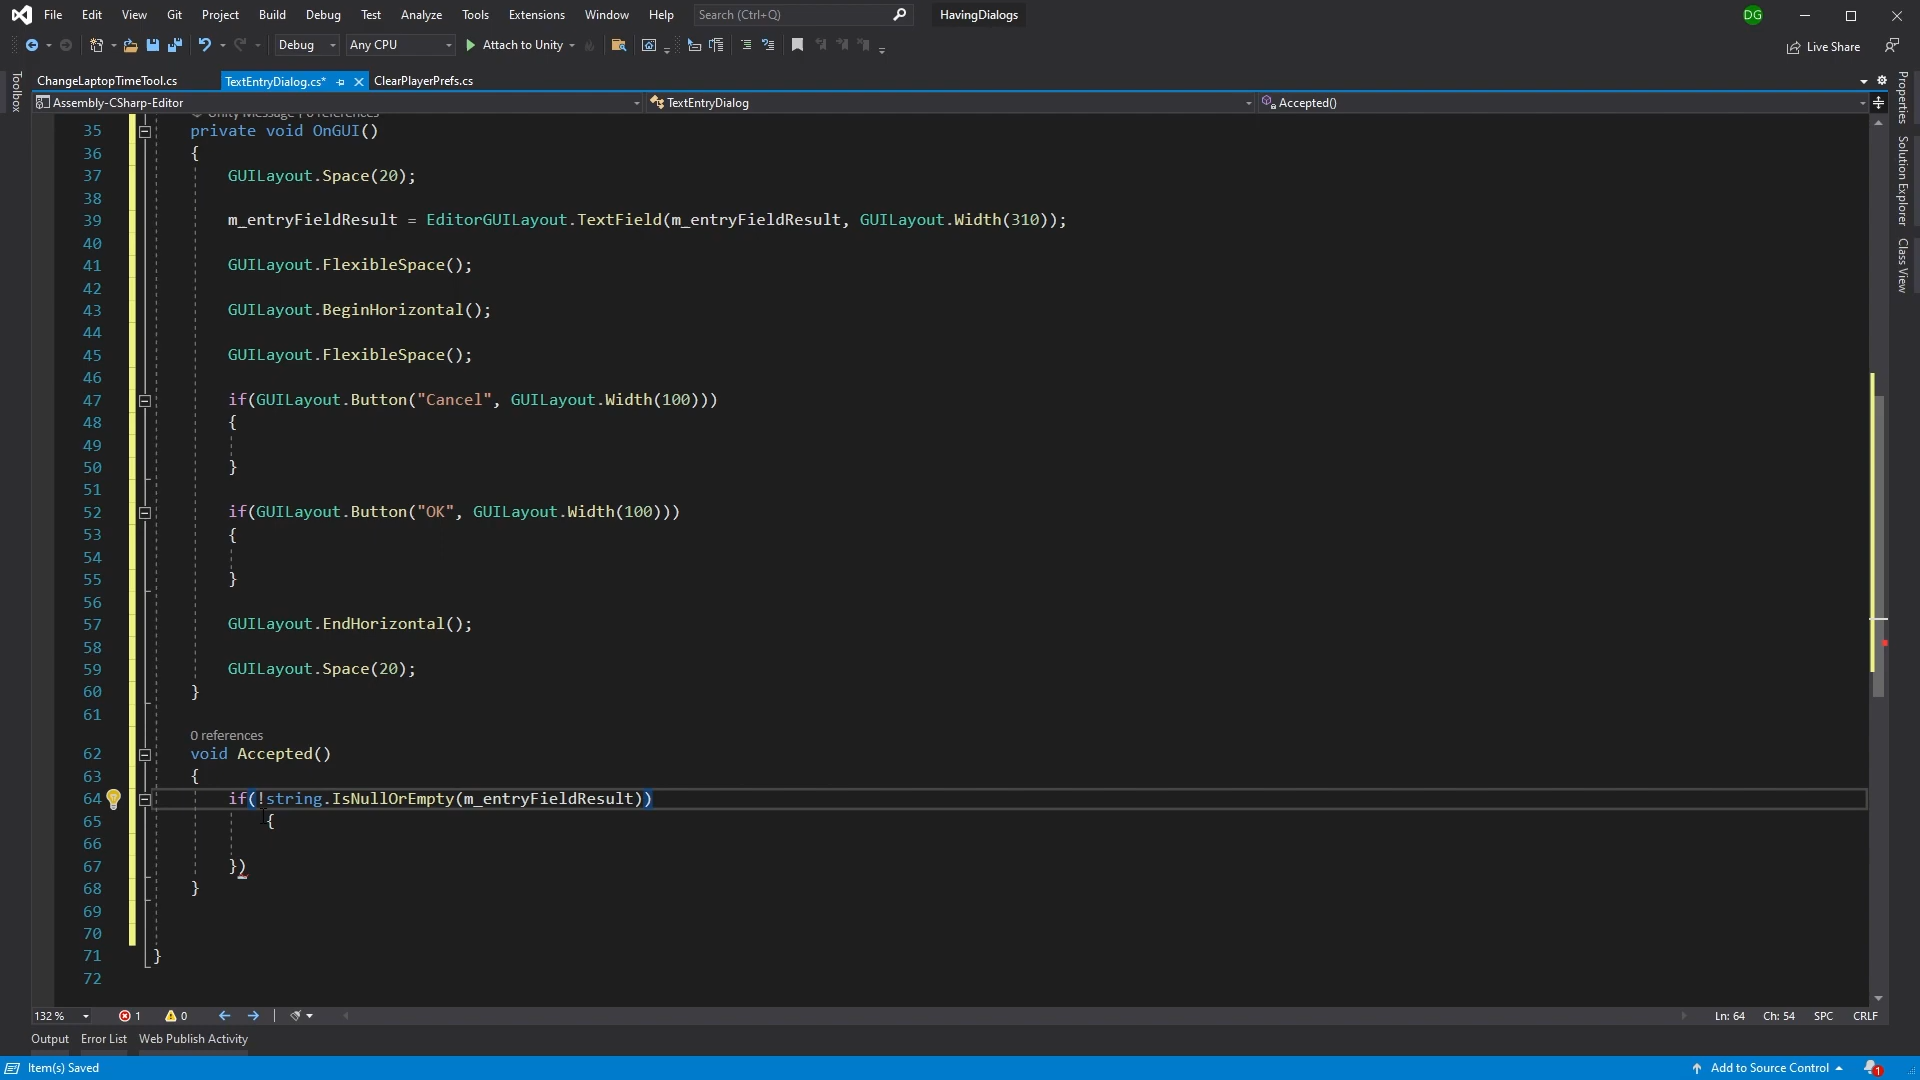 File Edit View Git Project Build Debug Test Analyze Tools Extensions Window Help Search (Ctrl+Q) HavingDialogs DG
Debug Any CPU Attach to Unity Live Share
Toolbox
ChangeLaptopTimeTool.cs TextEntryDialog.cs* ClearPlayerPrefs.cs
Assembly-CSharp-Editor TextEntryDialog Accepted()
Unity Message | 0 references
35 private void OnGUI()
36 {
37 GUILayout.Space(20);
38
39 m_entryFieldResult = EditorGUILayout.TextField(m_entryFieldResult, GUILayout.Width(310));
40
41 GUILayout.FlexibleSpace();
42
43 GUILayout.BeginHorizontal();
44
45 GUILayout.FlexibleSpace();
46
47 if(GUILayout.Button("Cancel", GUILayout.Width(100)))
48 {
49
50 }
51
52 if(GUILayout.Button("OK", GUILayout.Width(100)))
53 {
54
55 }
56
57 GUILayout.EndHorizontal();
58
59 GUILayout.Space(20);
60 }
61
0 references
62 void Accepted()
63 {
64 if(!string.IsNullOrEmpty(m_entryFieldResult))
65 {
66
67 })
68 }
69
70
71 }
72
Properties
Solution Explorer
Class View
132 % 1 0 Ln: 64 Ch: 54 SPC CRLF
Output Error List Web Publish Activity
Item(s) Saved Add to Source Control 1